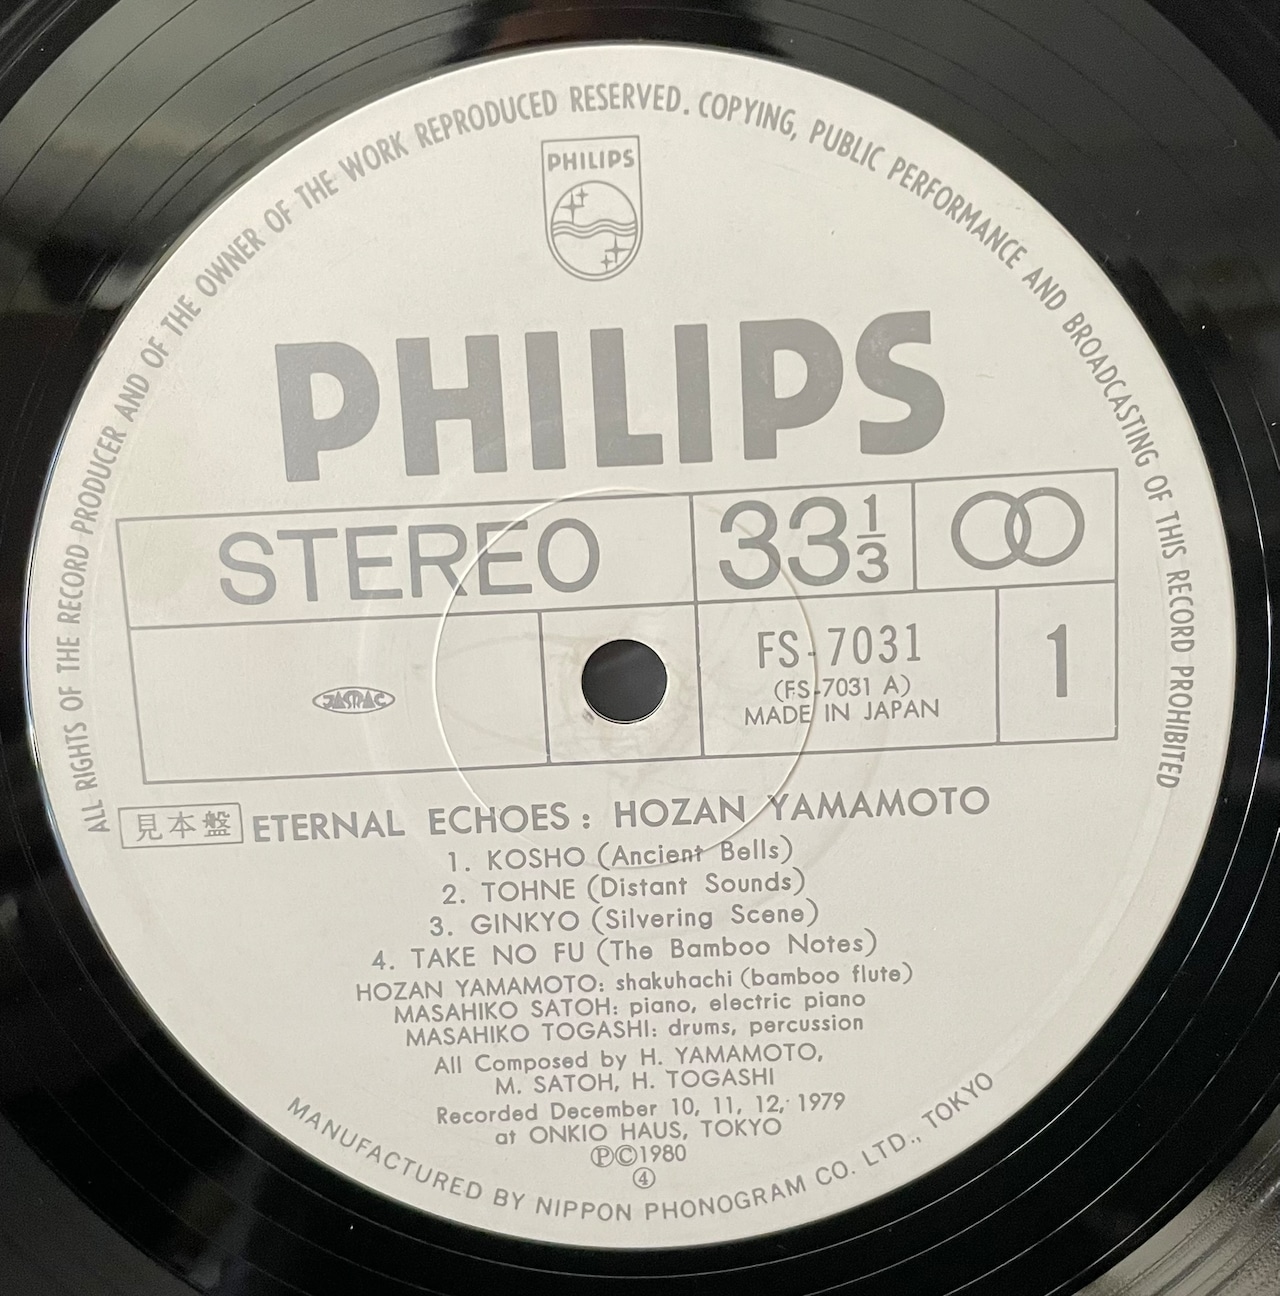 ALL RIGHTS OF THE RECORD PRODUCER AND OF THE OWNER OF THE WORK REPRODUCED RESERVED. COPYING, PUBLIC PERFORMANCE AND BROADCASTING OF THIS RECORD PROHIBITED
PHILIPS
PHILIPS
STEREO
33 1/3
JASRAC
FS-7031
(FS-7031 A)
MADE IN JAPAN
1
見本盤
ETERNAL ECHOES : HOZAN YAMAMOTO
1. KOSHO (Ancient Bells)
2. TOHNE (Distant Sounds)
3. GINKYO (Silvering Scene)
4. TAKE NO FU (The Bamboo Notes)
HOZAN YAMAMOTO: shakuhachi (bamboo flute)
MASAHIKO SATOH: piano, electric piano
MASAHIKO TOGASHI: drums, percussion
All Composed by H. YAMAMOTO,
M. SATOH, H. TOGASHI
Recorded December 10, 11, 12, 1979
at ONKIO HAUS, TOKYO
Ⓟ©1980
④
MANUFACTURED BY NIPPON PHONOGRAM CO. LTD., TOKYO